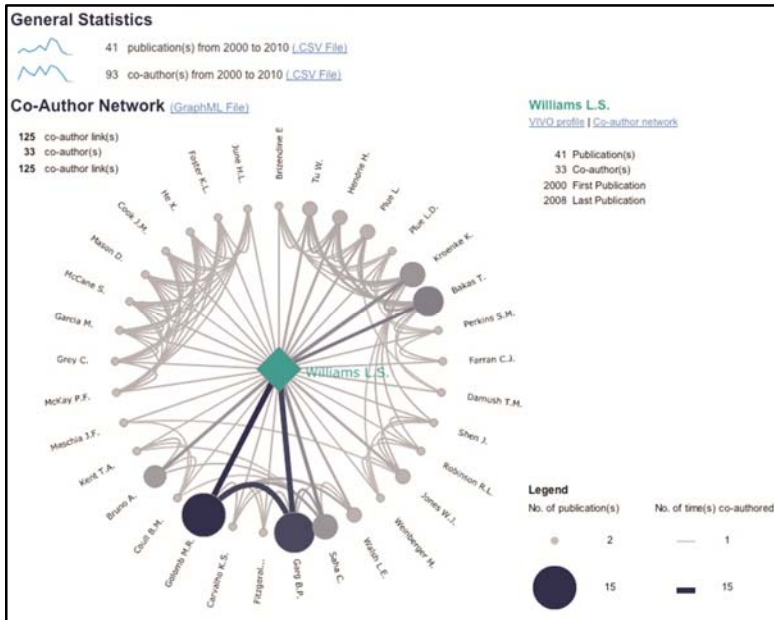 General Statistics
41 publication(s) from 2000 to 2010 (.CSV File)
93 co-author(s) from 2000 to 2010 (.CSV File)
Co-Author Network (GraphML File)
125 co-author link(s)
33 co-author(s)
125 co-author link(s)
Williams L.S.
VIVO profile | Co-author network
41 Publication(s)
33 Co-author(s)
2000 First Publication
2008 Last Publication
Brizendine E
Tu W.
Hendrie H.
Plue L.
Plue L.D.
Kroenke K.
Bakas T.
Perkins S.M.
Farran C.J.
Damush T.M.
Shen J.
Robinson R.L.
Jones W.J.
Weinberger M.
Walsh L.E.
Saha C.
Garg B.P.
Fitzgeral...
Carvalho K.S.
Golomb M.R.
Coull B.M.
Bruno A.
Kent T.A.
Maschia J.F.
McKay P.F.
Grey C.
Garcia M.
McCane S.
Mason D.
Cook J.M.
He X.
Foster K.L.
June H.L.
Williams L.S.
Legend
No. of publication(s) No. of time(s) co-authored
2 1
15 15